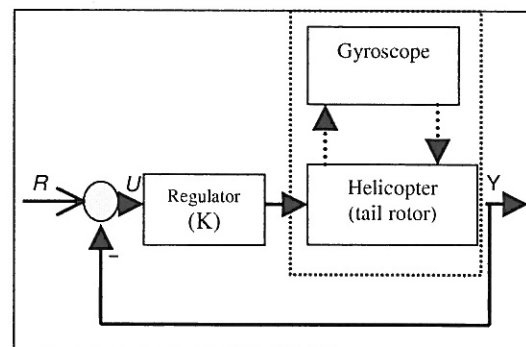 Gyroscope
R
U
Regulator
(K)
Helicopter
(tail rotor)
Y
−